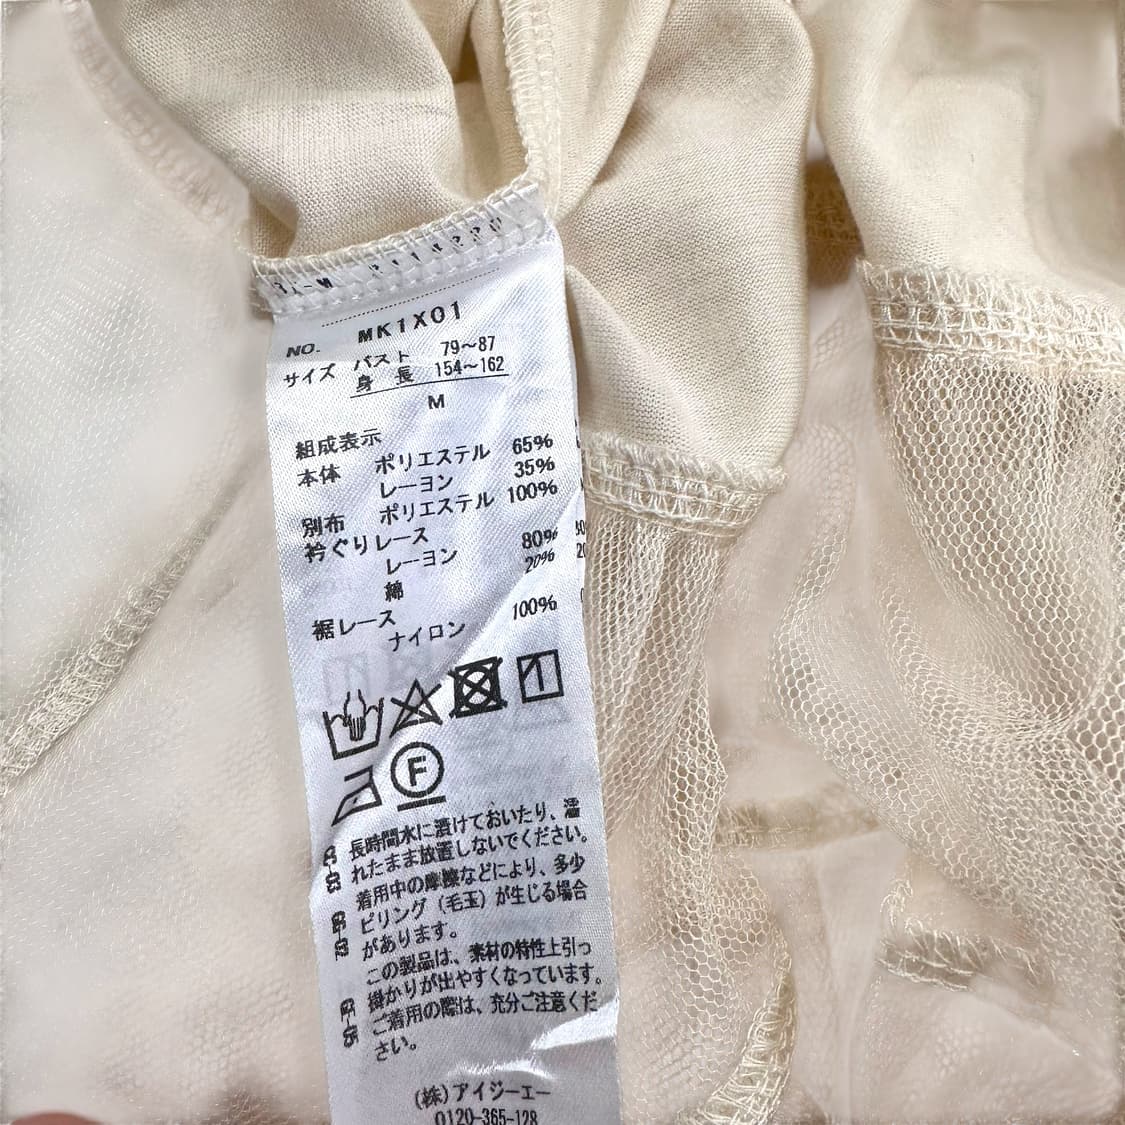 NO. MK1X01
サイズ バスト 79～87
身長 154～162
M
組成表示
本体 ポリエステル 65%
レーヨン 35%
別布 ポリエステル 100%
衿ぐりレース
レーヨン 80%
綿 20%
裾レース
ナイロン 100%
F
長時間水に漬けておいたり、濡
れたまま放置しないでください。
着用中の摩擦などにより、多少
ピリング（毛玉）が生じる場合
があります。
この製品は、素材の特性上引っ
掛かりが出やすくなっています。
ご着用の際は、充分ご注意くだ
さい。
(株)アイジーエー
0120-365-128